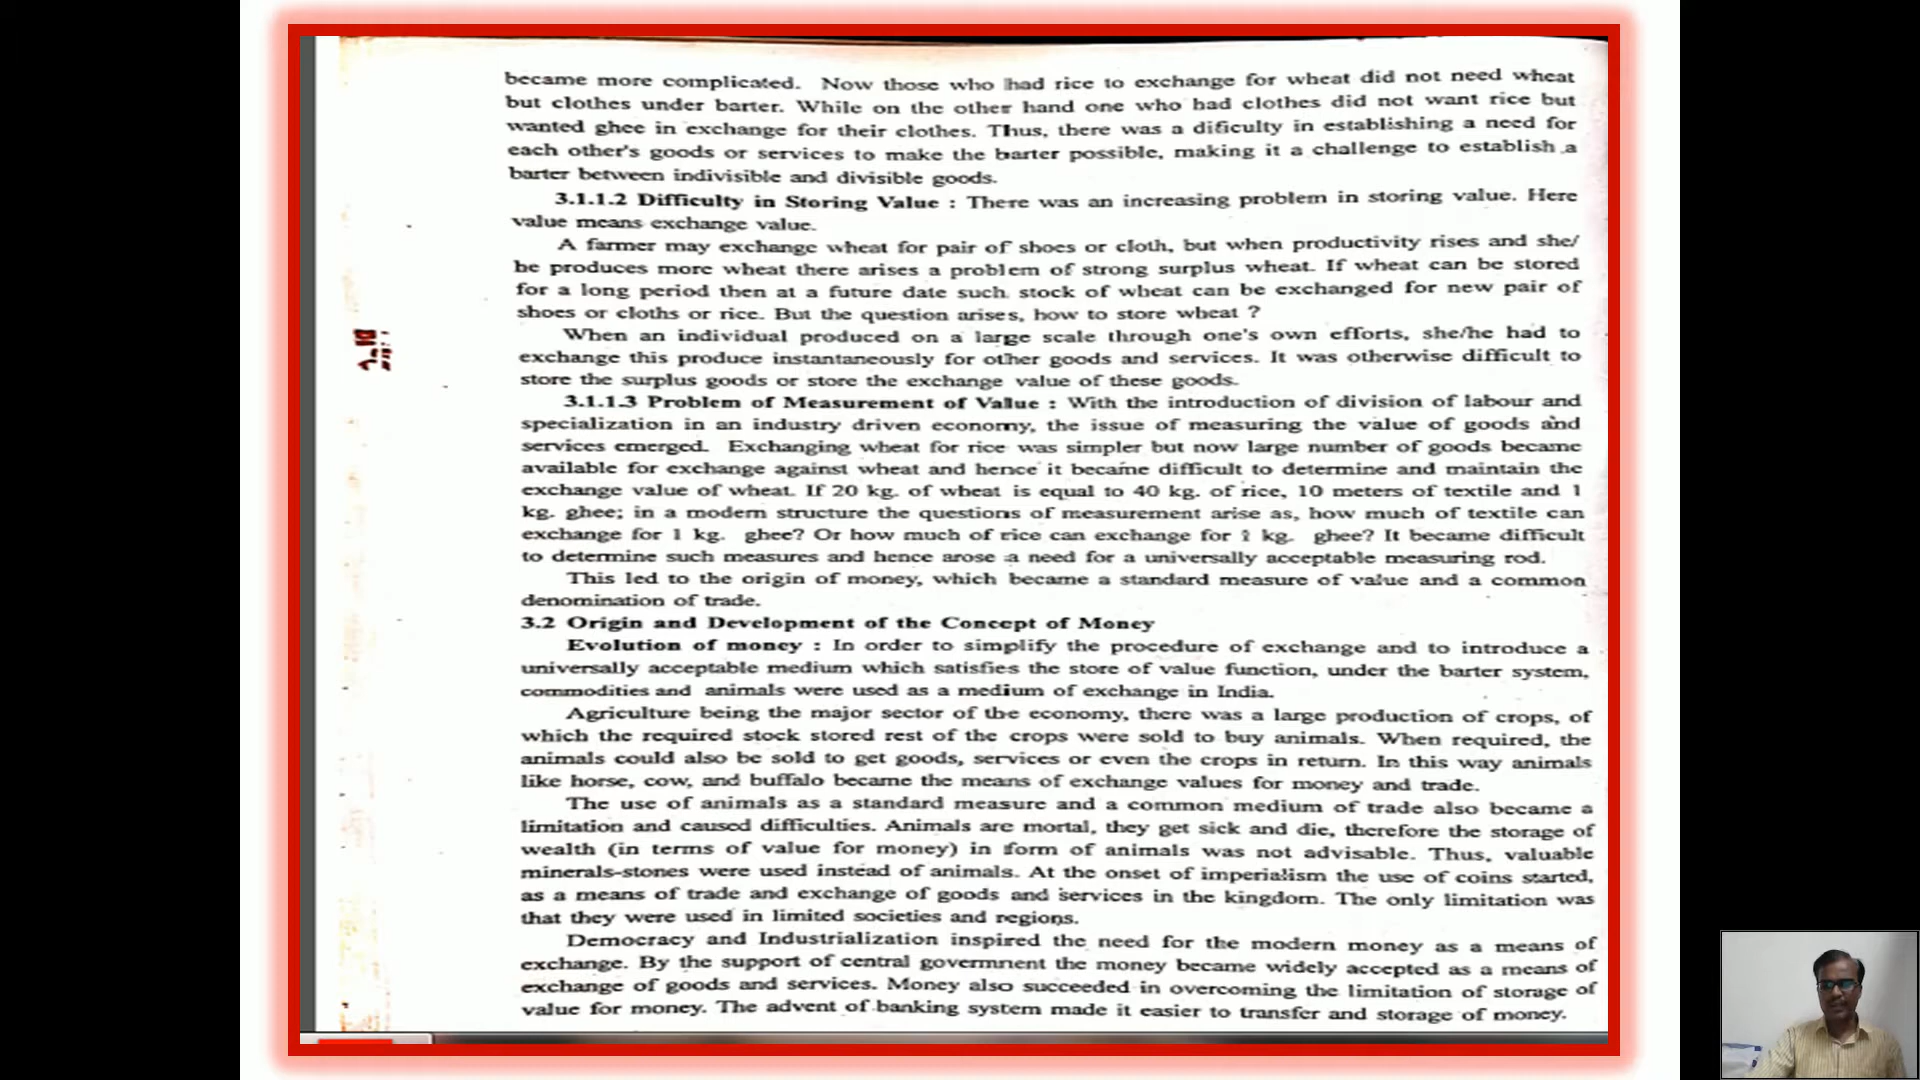 became more complicated. Now those who had rice to exchange for wheat did not need wheat
but clothes under barter. While on the other hand one who had clothes did not want rice but
wanted ghee in exchange for their clothes. Thus, there was a dificulty in establishing a need for
each other's goods or services to make the barter possible, making it a challenge to establish a
barter between indivisible and divisible goods.
3.1.1.2 Difficulty in Storing Value : There was an increasing problem in storing value. Here
value means exchange value.
A farmer may exchange wheat for pair of shoes or cloth, but when productivity rises and she/
he produces more wheat there arises a problem of strong surplus wheat. If wheat can be stored
for a long period then at a future date such stock of wheat can be exchanged for new pair of
shoes or cloths or rice. But the question arises, how to store wheat ?
When an individual produced on a large scale through one's own efforts, she/he had to
exchange this produce instantaneously for other goods and services. It was otherwise difficult to
store the surplus goods or store the exchange value of these goods.
3.1.1.3 Problem of Measurement of Value : With the introduction of division of labour and
specialization in an industry driven economy, the issue of measuring the value of goods and
services emerged. Exchanging wheat for rice was simpler but now large number of goods became
available for exchange against wheat and hence it became difficult to determine and maintain the
exchange value of wheat. If 20 kg. of wheat is equal to 40 kg. of rice, 10 meters of textile and 1
kg. ghee; in a modern structure the questions of measurement arise as, how much of textile can
exchange for 1 kg. ghee? Or how much of rice can exchange for 1 kg. ghee? It became difficult
to determine such measures and hence arose a need for a universally acceptable measuring rod.
This led to the origin of money, which became a standard measure of value and a common
denomination of trade.
3.2 Origin and Development of the Concept of Money
Evolution of money : In order to simplify the procedure of exchange and to introduce a
universally acceptable medium which satisfies the store of value function, under the barter system,
commodities and animals were used as a medium of exchange in India.
Agriculture being the major sector of the economy, there was a large production of crops, of
which the required stock stored rest of the crops were sold to buy animals. When required, the
animals could also be sold to get goods, services or even the crops in return. In this way animals
like horse, cow, and buffalo became the means of exchange values for money and trade.
The use of animals as a standard measure and a common medium of trade also became a
limitation and caused difficulties. Animals are mortal, they get sick and die, therefore the storage of
wealth (in terms of value for money) in form of animals was not advisable. Thus, valuable
minerals-stones were used instead of animals. At the onset of imperialism the use of coins started,
as a means of trade and exchange of goods and services in the kingdom. The only limitation was
that they were used in limited societies and regions.
Democracy and Industrialization inspired the need for the modern money as a means of
exchange. By the support of central govermnent the money became widely accepted as a means of
exchange of goods and services. Money also succeeded in overcoming the limitation of storage of
value for money. The advent of banking system made it easier to transfer and storage of money.